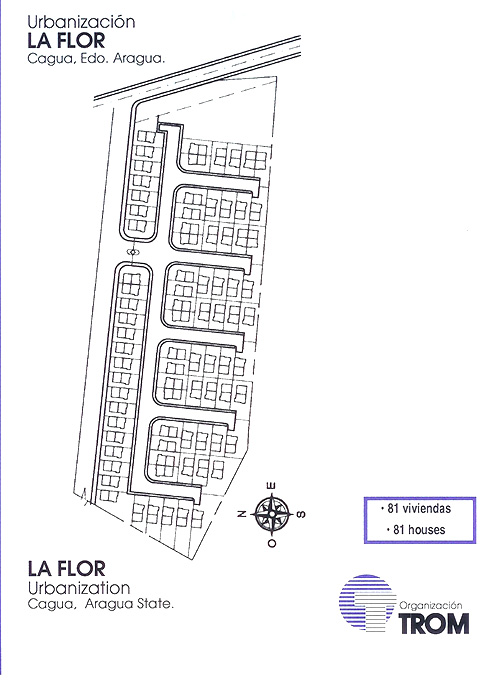 Urbanización
LA FLOR
Cagua, Edo. Aragua.
E
N
S
O
· 81 viviendas
· 81 houses
LA FLOR
Urbanization
Cagua, Aragua State.
Organización
TROM